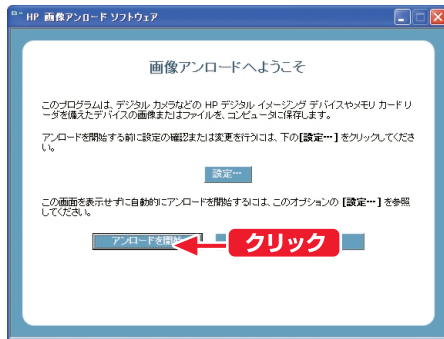 HP 画像アンロード ソフトウェア
画像アンロードへようこそ
このプログラムは、デジタル カメラなどの HP デジタル イメージング デバイスやメモリ カード リ
ーダを備えたデバイスの画像またはファイルを、コンピュータに保存します。
アンロードを開始する前に設定の確認または変更を行うには、下の[設定…] をクリックしてくださ
い。
設定…
この画面を表示せずに自動的にアンロードを開始するには、このオプションの [設定…] を参照
してください。
アンロードを開始
クリック